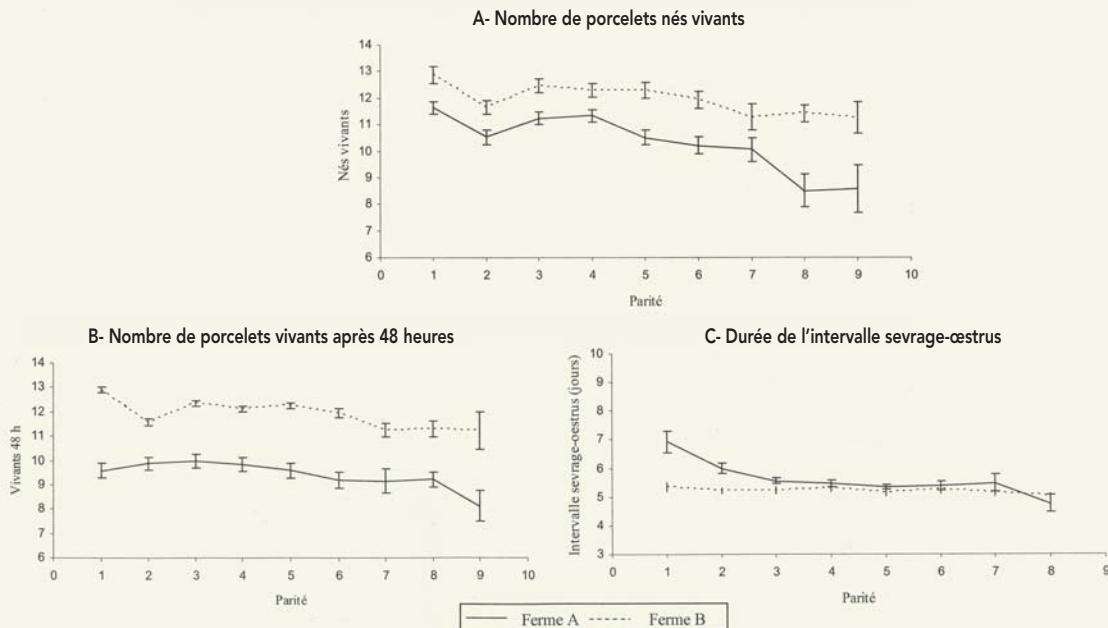 A- Nombre de porcelets nés vivants
14
13
12
11
10
9
8
7
6
Nés vivants
0 1 2 3 4 5 6 7 8 9 10
Parité
B- Nombre de porcelets vivants après 48 heures
14
13
12
11
10
9
8
7
6
Vivants 48 h
0 1 2 3 4 5 6 7 8 9 10
Parité
C- Durée de l'intervalle sevrage-œstrus
10
9
8
7
6
5
4
3
Intervalle sevrage-oestrus (jours)
0 1 2 3 4 5 6 7 8 9
Parité
Ferme A Ferme B